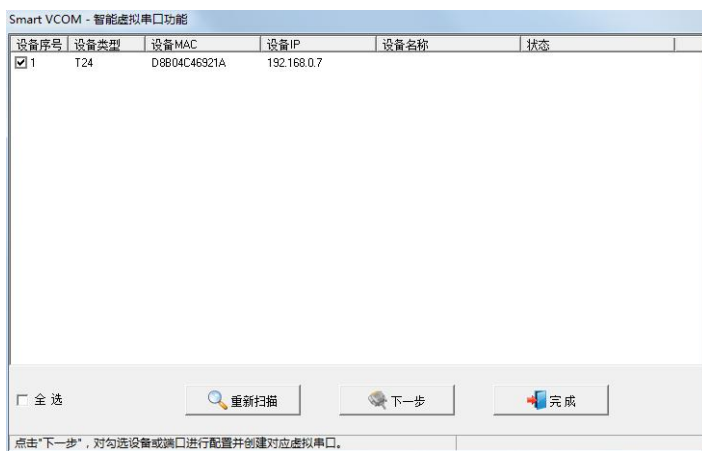 Smart VCOM - 智能虚拟串口功能
设备序号 设备类型 设备MAC 设备IP 设备名称 状态
1 T24 D8B04C46921A 192.168.0.7
全选 重新扫描 下一步 完成
点击"下一步"，对勾选设备或端口进行配置并创建对应虚拟串口。